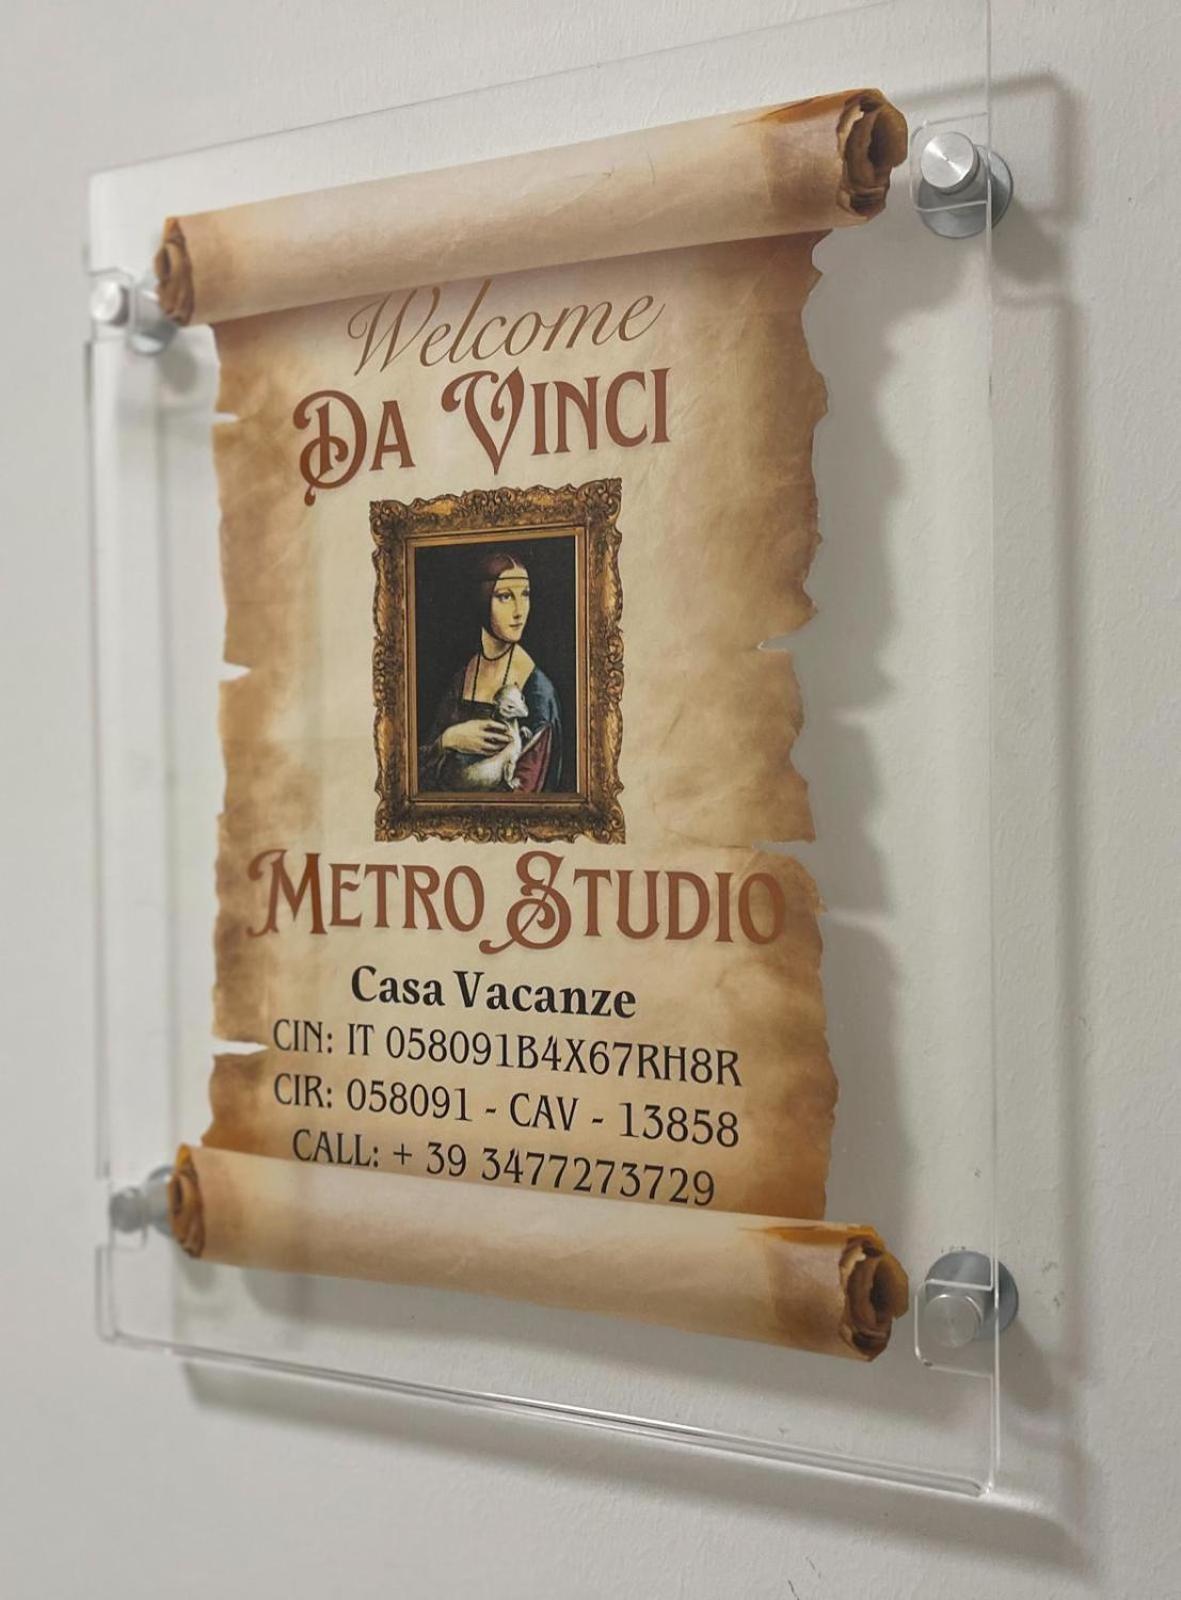 Welcome
DA VINCI
METRO STUDIO
Casa Vacanze
CIN: IT 058091B4X67RH8R
CIR: 058091 - CAV - 13858
CALL: + 39 3477273729